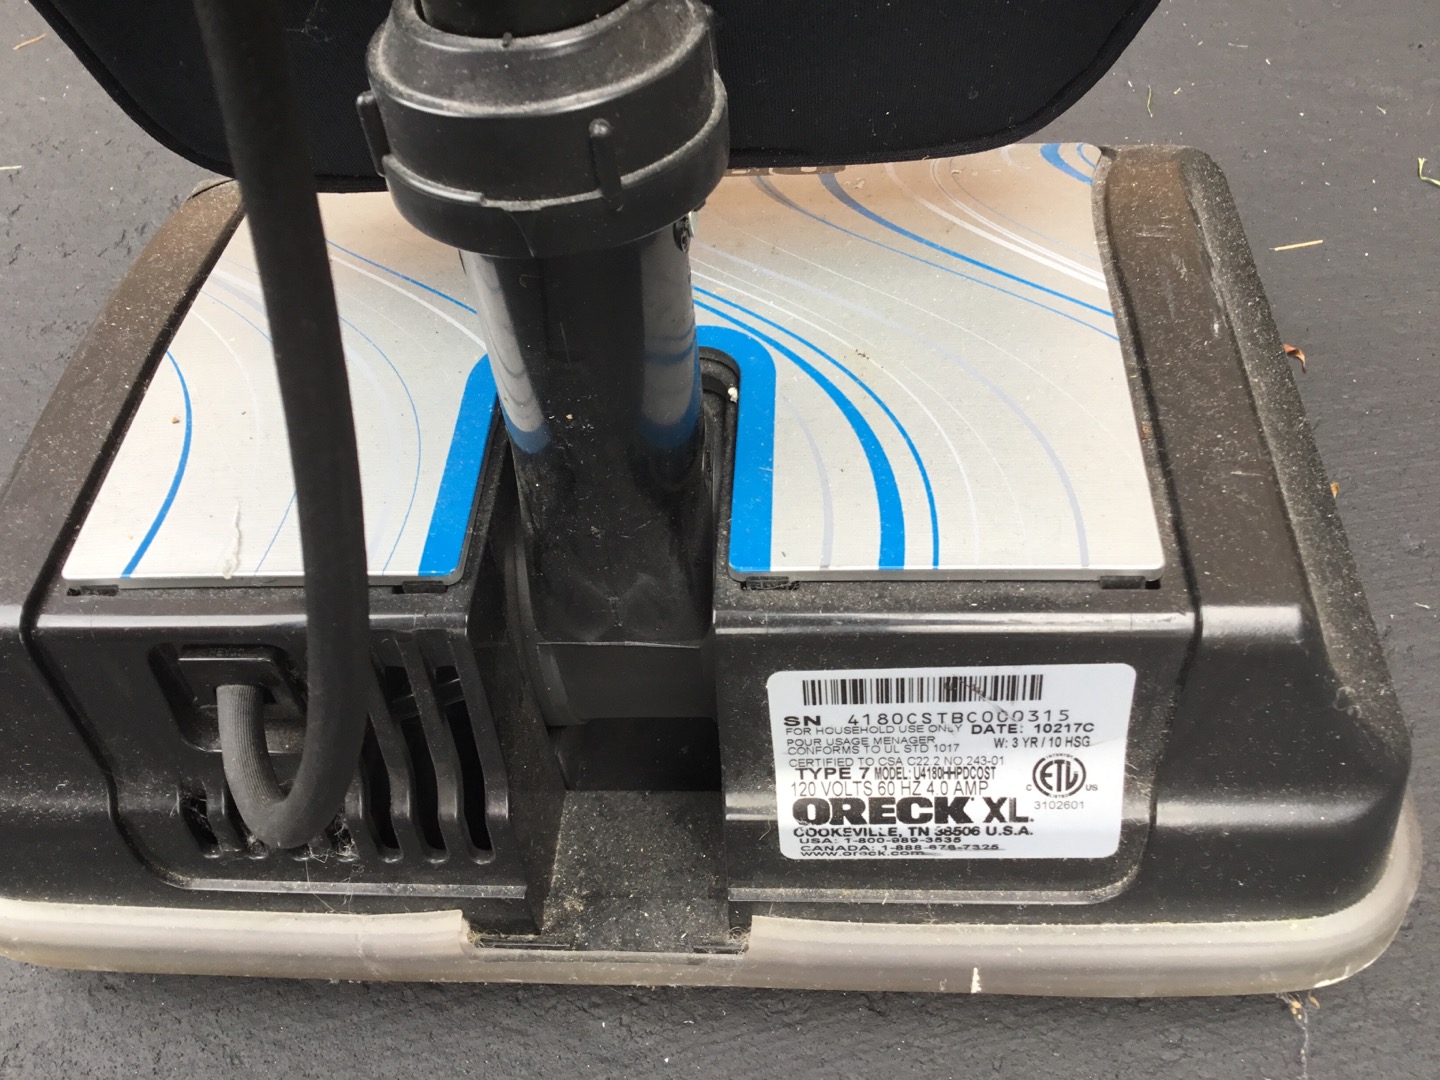 SN 4180CSTBC000315
FOR HOUSEHOLD USE ONLY DATE: 10217C
POUR USAGE MENAGER W: 3 YR / 10 HSG
CONFORMS TO UL STD 1017
CERTIFIED TO CSA C22.2 NO 243-01
TYPE 7 MODEL: U4180HHPDCOST
120 VOLTS 60 HZ 4.0 AMP
C ETL US
LISTED
3102601
ORECK XL.
COOKEVILLE, TN 38506 U.S.A.
USA: 1-800-989-3535
CANADA: 1-888-676-7325
www.oreck.com